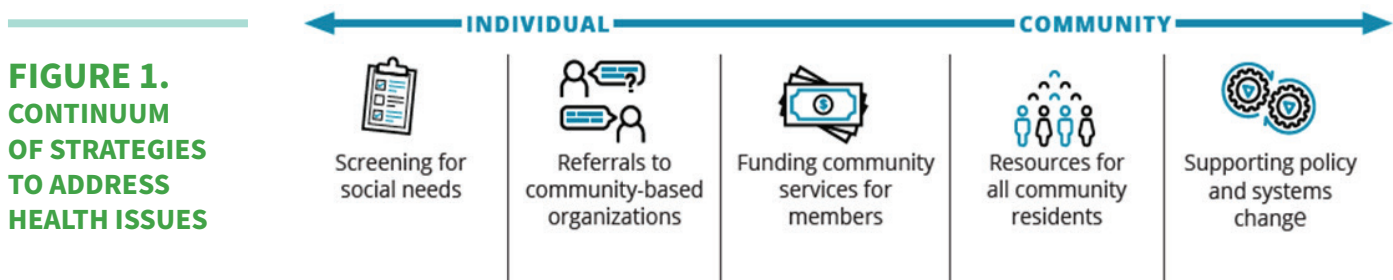 INDIVIDUAL
COMMUNITY
FIGURE 1.
CONTINUUM
OF STRATEGIES
TO ADDRESS
HEALTH ISSUES
?
$
Screening for
social needs
Referrals to
community-based
organizations
Funding community
services for
members
Resources for
all community
residents
Supporting policy
and systems
change